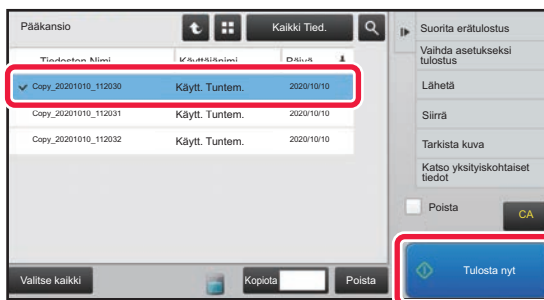 Pääkansio
Kaikki Tied.
Tiedoston Nimi Käyttäjänimi Päivä
Copy_20201010_112030 Käytt. Tuntem. 2020/10/10
Copy_20201010_112031 Käytt. Tuntem. 2020/10/10
Copy_20201010_112032 Käytt. Tuntem. 2020/10/10
Valitse kaikki
Kopiota
Poista
Suorita erätulostus
Vaihda asetukseksi
tulostus
Lähetä
Siirrä
Tarkista kuva
Katso yksityiskohtaiset
tiedot
Poista
CA
Tulosta nyt